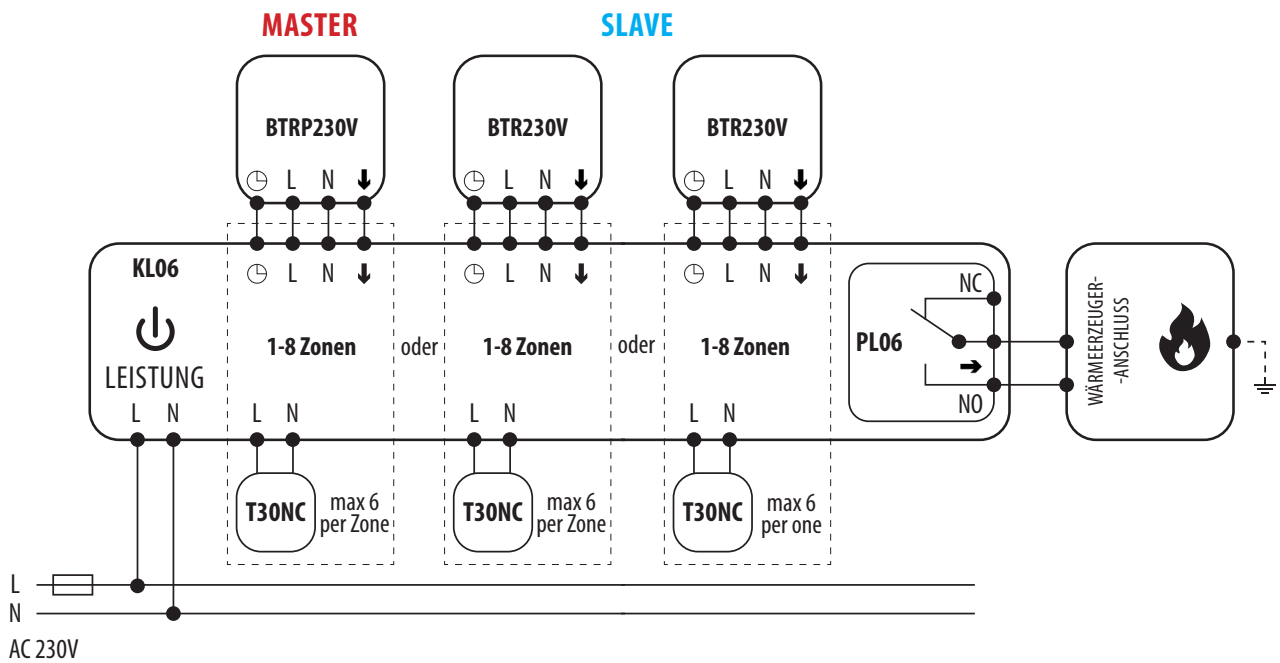 MASTER SLAVE
BTRP230V BTR230V BTR230V
L N L N L N
KL06
L N L N L N
NC
1-8 Zonen oder 1-8 Zonen oder 1-8 Zonen
PL06
WÄRMEERZEUGER-
-ANSCHLUSS
LEISTUNG
NO
L N L N L N L N
T30NC max 6
per Zone
T30NC max 6
per Zone
T30NC max 6
per one
L
N
AC 230V